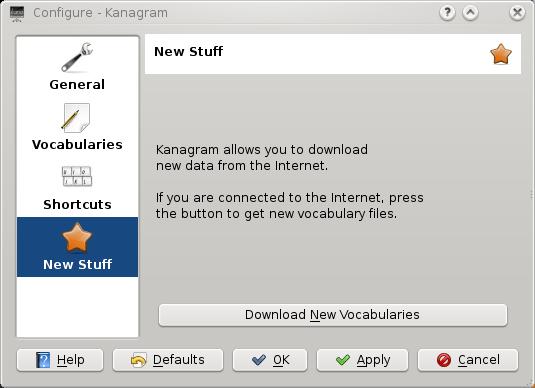 Configure - Kanagram
New Stuff
General
Vocabularies
Shortcuts
New Stuff
Kanagram allows you to download
new data from the Internet.
If you are connected to the Internet, press
the button to get new vocabulary files.
Download New Vocabularies
Help Defaults OK Apply Cancel